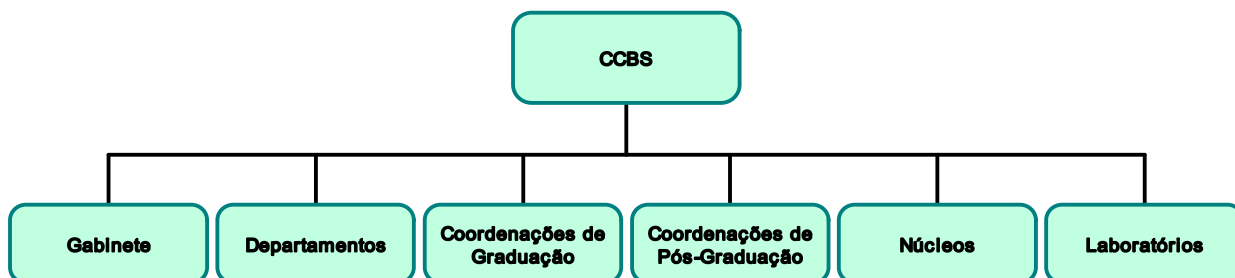 CCBS
Gabinete
Departamentos
Coordenações de
Graduação
Coordenações de
Pós-Graduação
Núcleos
Laboratórios